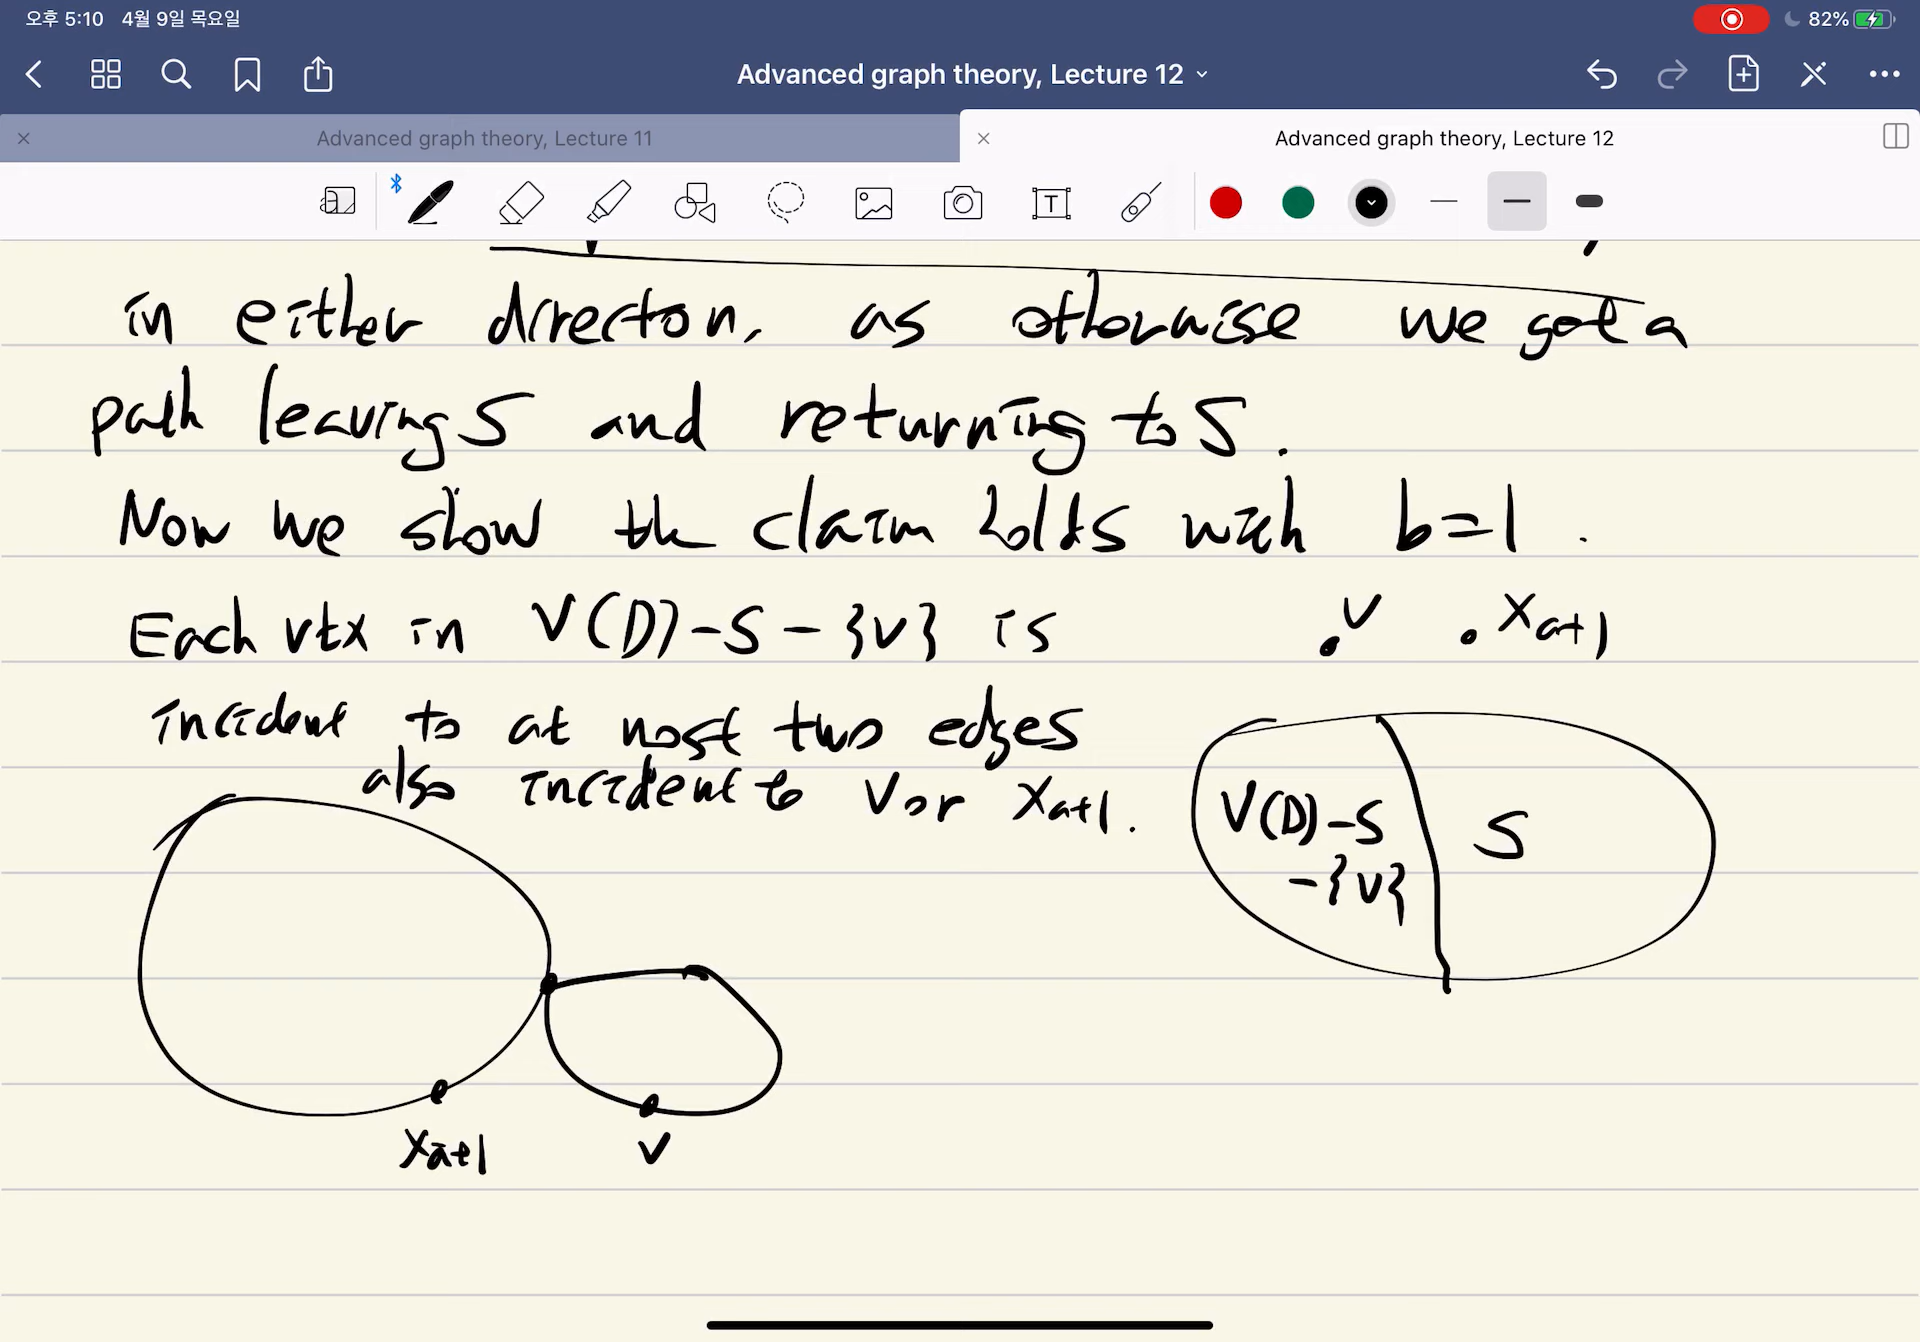 오후 5:10 4월 9일 목요일
82%
Advanced graph theory, Lecture 12
Advanced graph theory, Lecture 11
Advanced graph theory, Lecture 12
in either direction, as otherwise we get a
path leaving S and returning to S.
Now we show the claim holds with b=1.
Each vtx in V(D)-S-{v} is
incident to at most two edges
also incident to v or Xa+1.
v Xa+1
V(D)-S
-{v}
S
Xa+1
v